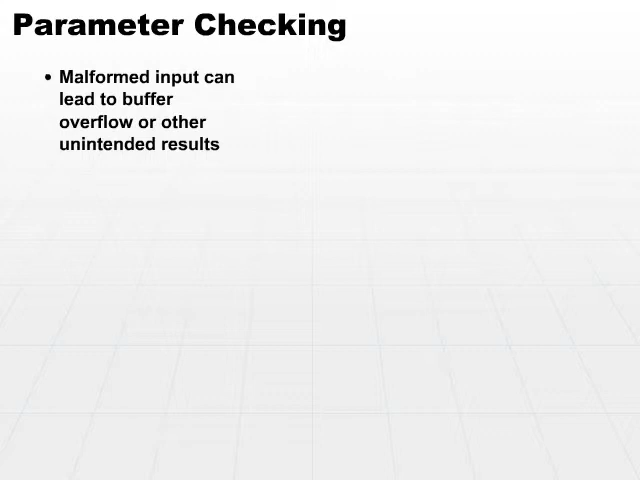 Parameter Checking
• Malformed input can
lead to buffer
overflow or other
unintended results